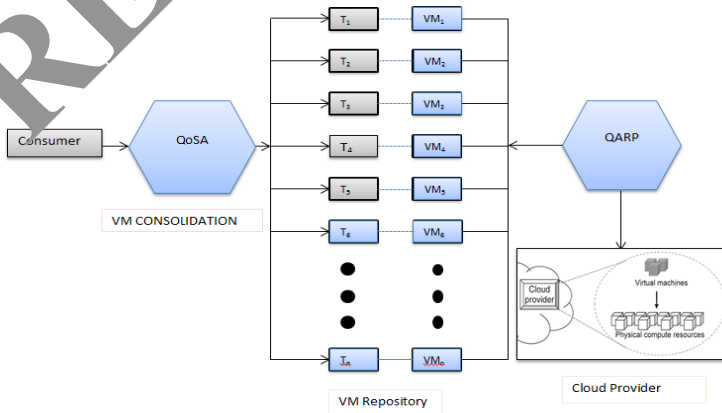 RE
Consumer
QoSA
VM CONSOLIDATION
T1
T2
T3
T4
T5
T6
Tn
VM1
VM2
VM3
VM4
VM5
VM6
VMn
VM Repository
QARP
Cloud
provider
Virtual machines
Physical compute resources
Cloud Provider